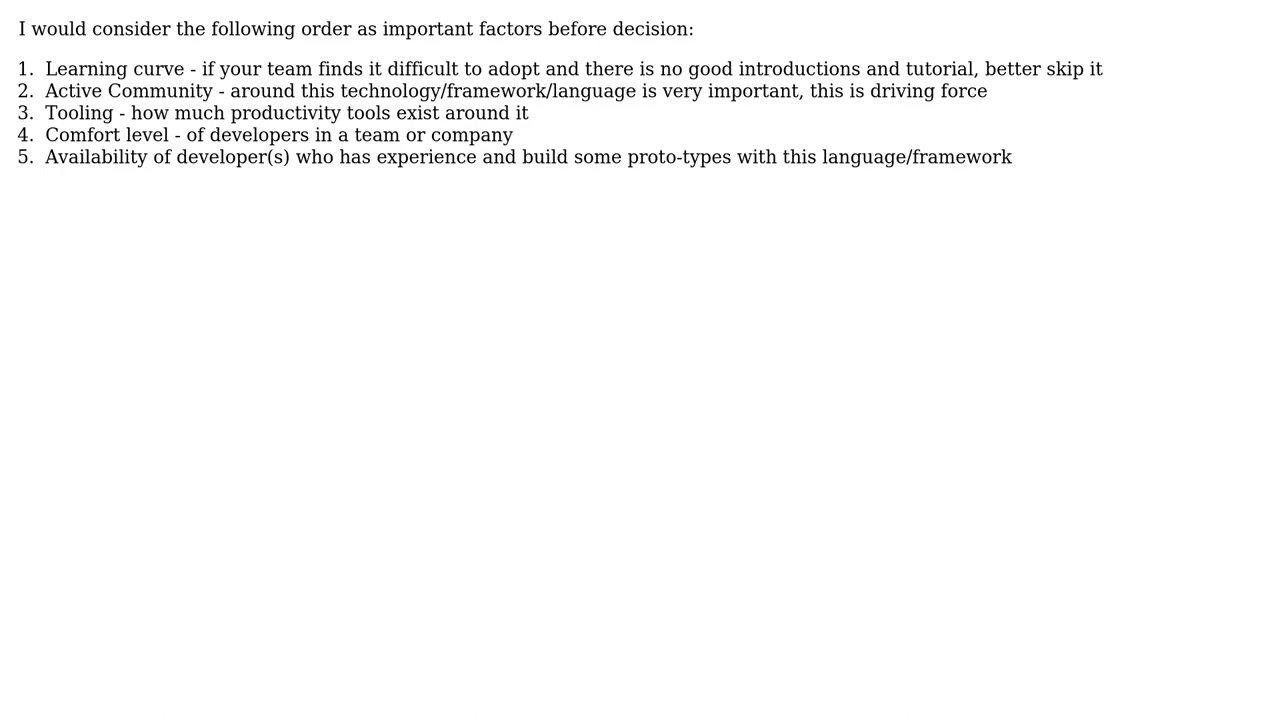 I would consider the following order as important factors before decision:
1. Learning curve - if your team finds it difficult to adopt and there is no good introductions and tutorial, better skip it
2. Active Community - around this technology/framework/language is very important, this is driving force
3. Tooling - how much productivity tools exist around it
4. Comfort level - of developers in a team or company
5. Availability of developer(s) who has experience and build some proto-types with this language/framework